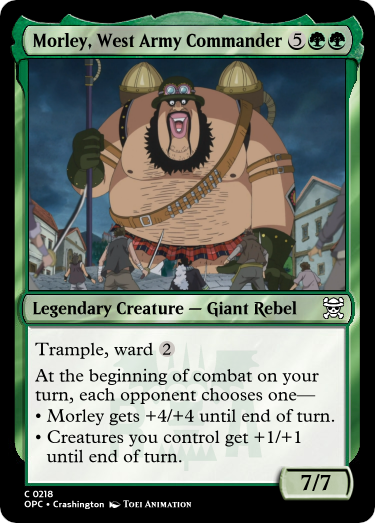 Morley, West Army Commander 5
Legendary Creature — Giant Rebel
Trample, ward 2
At the beginning of combat on your
turn, each opponent chooses one—
• Morley gets +4/+4 until end of turn.
• Creatures you control get +1/+1
until end of turn.
7/7
C 0218
OPC • Crashington TOEI ANIMATION